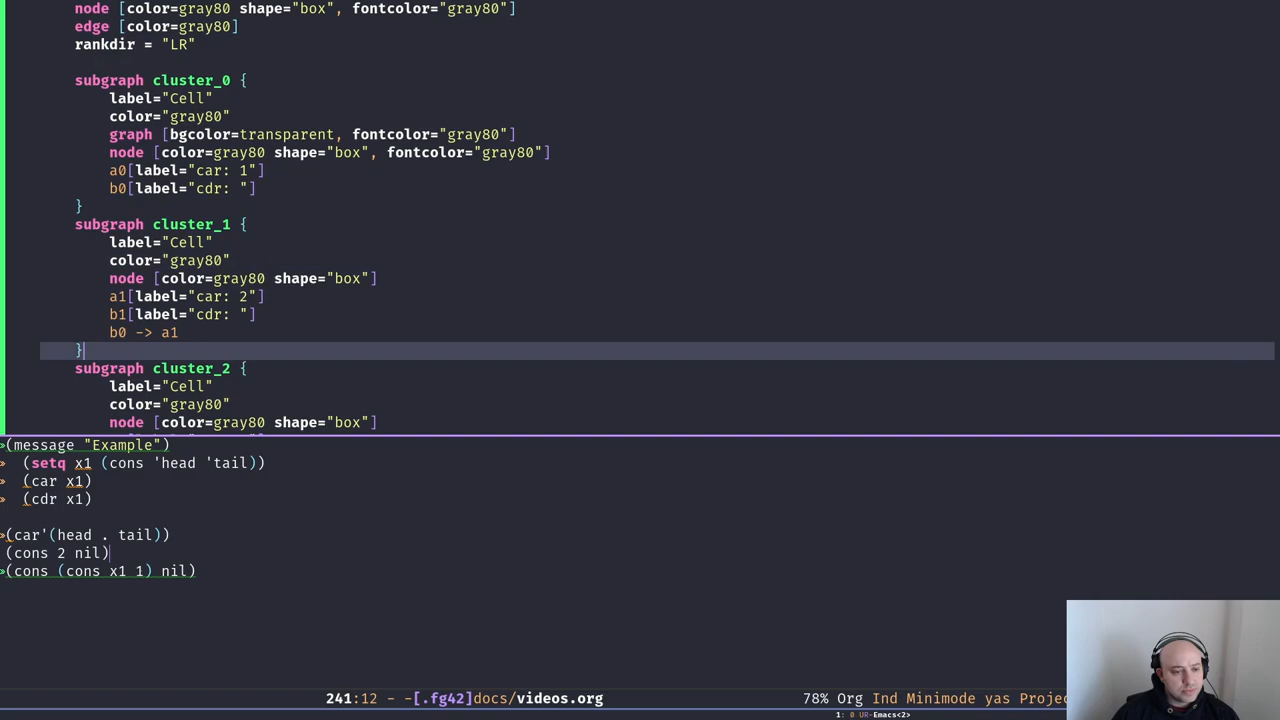 node [color=gray80 shape="box", fontcolor="gray80"]
edge [color=gray80]
rankdir = "LR"
subgraph cluster_0 {
label="Cell"
color="gray80"
graph [bgcolor=transparent, fontcolor="gray80"]
node [color=gray80 shape="box", fontcolor="gray80"]
a0[label="car: 1"]
b0[label="cdr: "]
}
subgraph cluster_1 {
label="Cell"
color="gray80"
node [color=gray80 shape="box"]
a1[label="car: 2"]
b1[label="cdr: "]
b0 -> a1
}
subgraph cluster_2 {
label="Cell"
color="gray80"
node [color=gray80 shape="box"]
(message "Example")
(setq x1 (cons 'head 'tail))
(car x1)
(cdr x1)
(car'(head . tail))
(cons 2 nil)
(cons (cons x1 1) nil)
241:12 - -[.fg42]docs/videos.org 78% Org Ind Minimode yas Projec
1: 0 UR-Emacs<2>